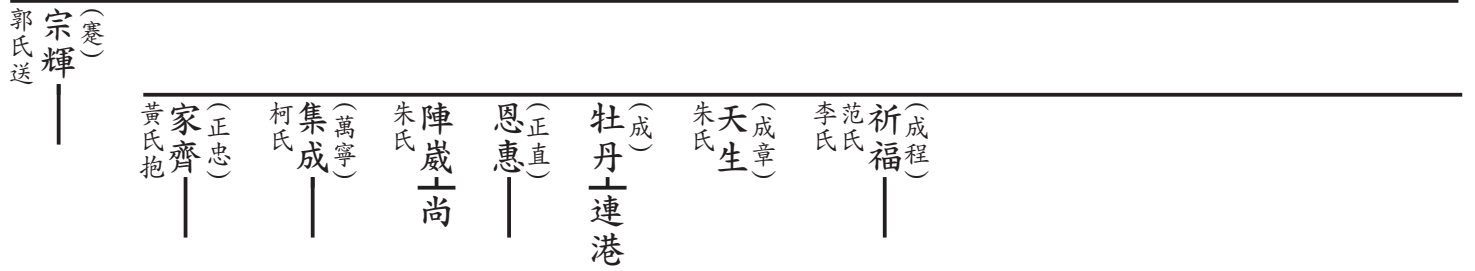 祈福
(成程)
范氏
李氏
天生
(成章)
朱氏
牡丹
(成)
連港
恩惠
(正直)
陣崴
朱氏
尚
集成
(萬寧)
柯氏
家齊
(正忠)
黃氏抱
宗輝
(蹇)
郭氏送